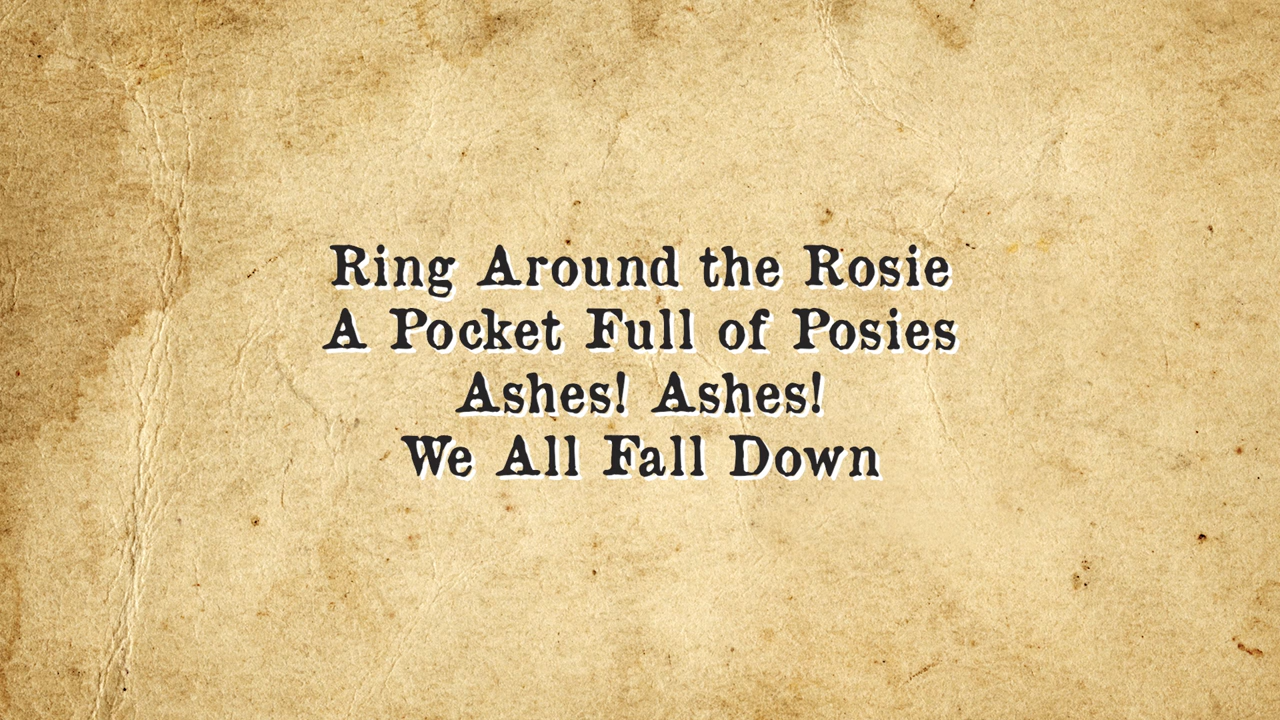 Ring Around the Rosie
A Pocket Full of Posies
Ashes! Ashes!
We All Fall Down